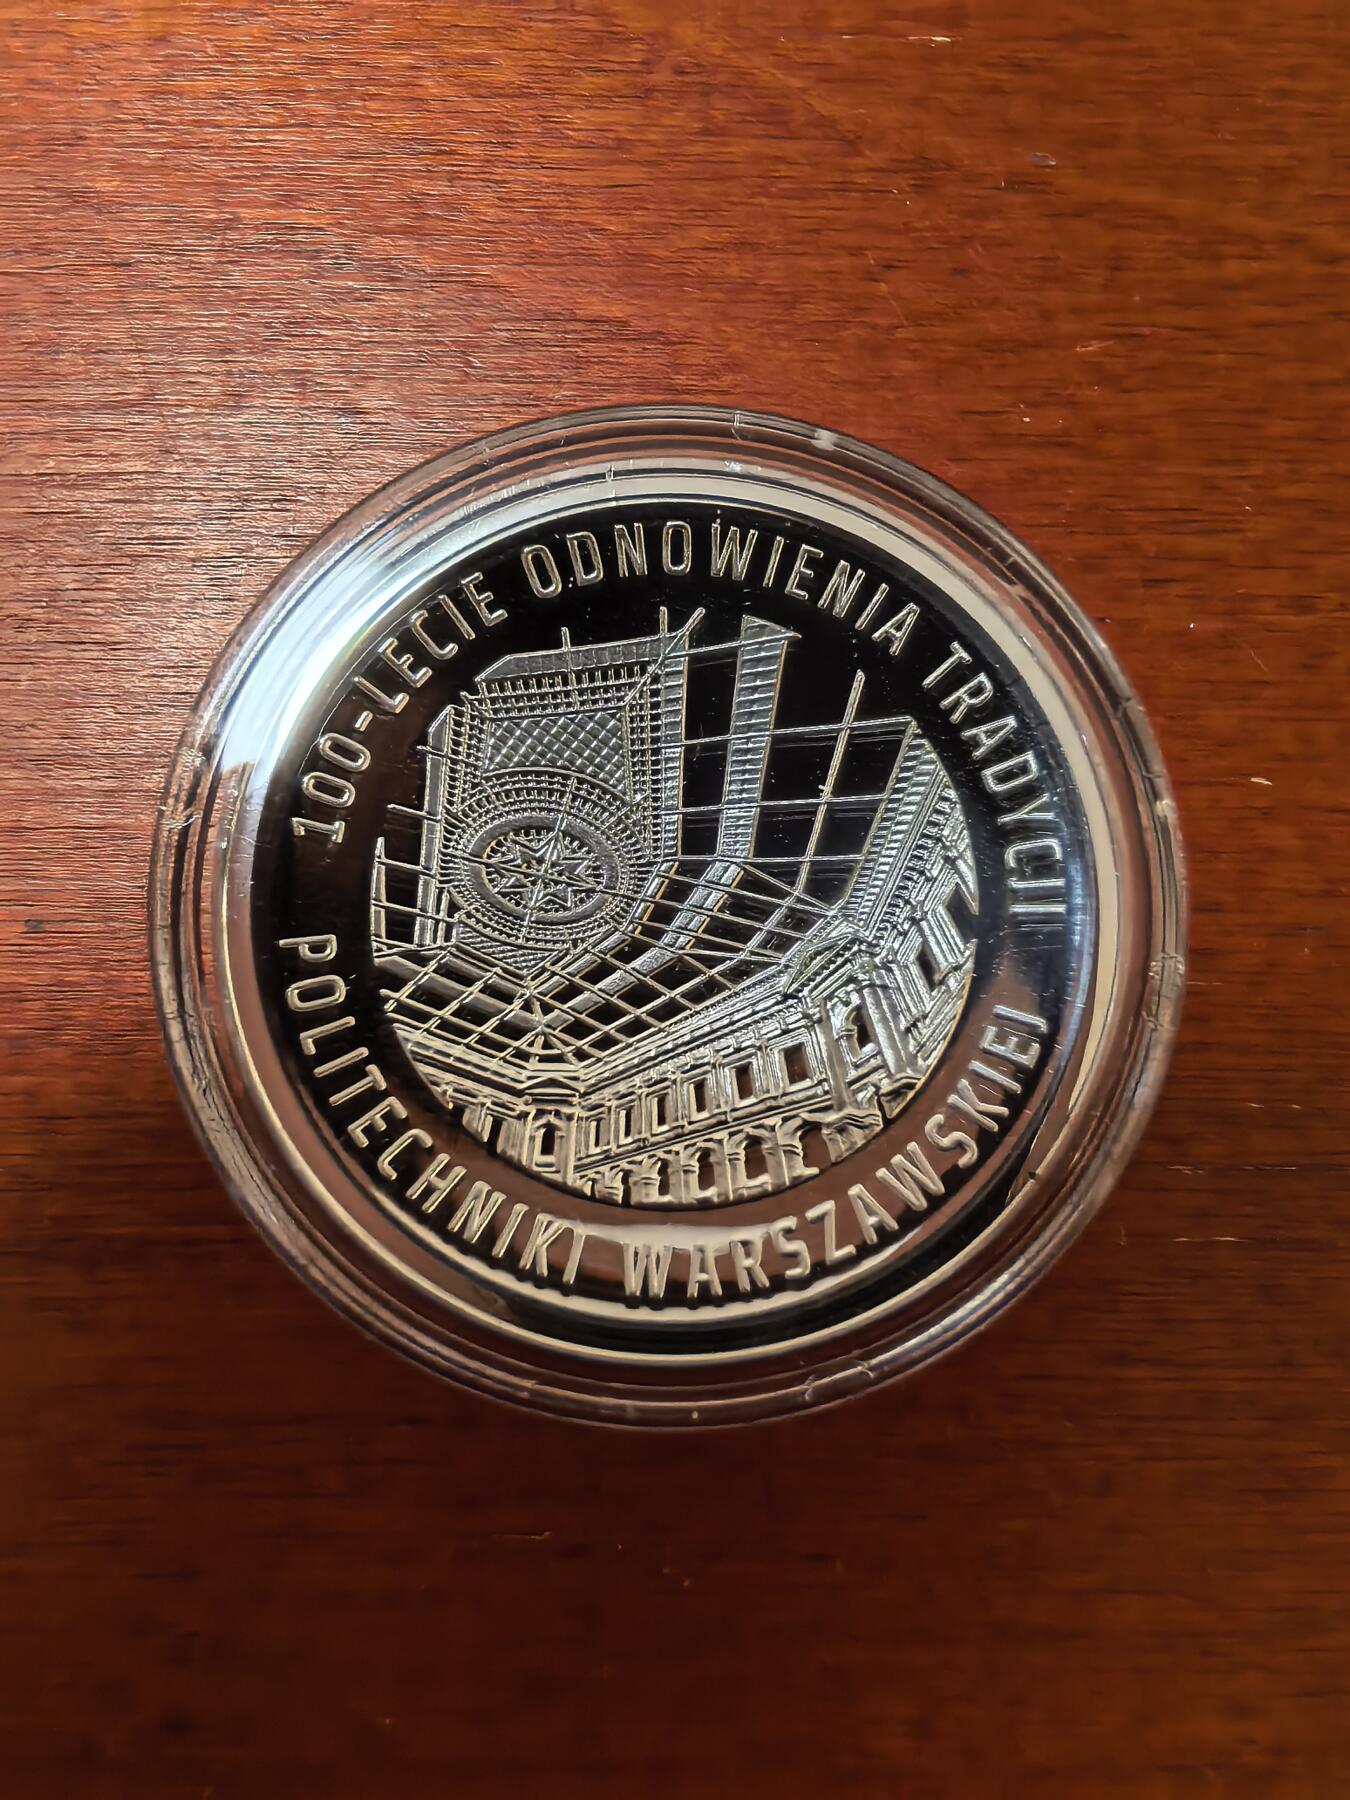 100-LECIE ODNOWIENIA TRADYCJI
POLITECHNIKI WARSZAWSKIEJ